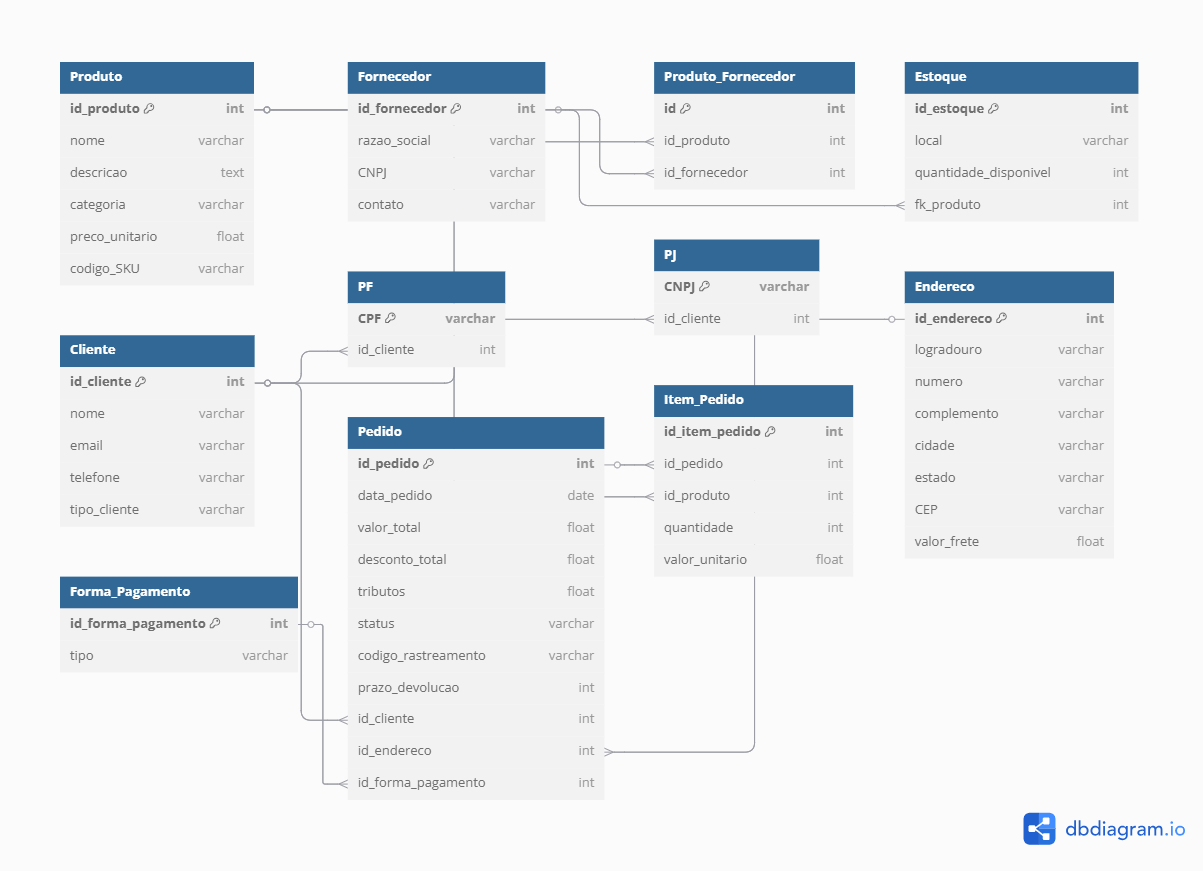 Produto
id_produto int
nome varchar
descricao text
categoria varchar
preco_unitario float
codigo_SKU varchar
Fornecedor
id_fornecedor int
razao_social varchar
CNPJ varchar
contato varchar
Produto_Fornecedor
id int
id_produto int
id_fornecedor int
Estoque
id_estoque int
local varchar
quantidade_disponivel int
fk_produto int
PF
CPF varchar
id_cliente int
PJ
CNPJ varchar
id_cliente int
Endereco
id_endereco int
logradouro varchar
numero varchar
complemento varchar
cidade varchar
estado varchar
CEP varchar
valor_frete float
Cliente
id_cliente int
nome varchar
email varchar
telefone varchar
tipo_cliente varchar
Pedido
id_pedido int
data_pedido date
valor_total float
desconto_total float
tributos float
status varchar
codigo_rastreamento varchar
prazo_devolucao int
id_cliente int
id_endereco int
id_forma_pagamento int
Item_Pedido
id_item_pedido int
id_pedido int
id_produto int
quantidade int
valor_unitario float
Forma_Pagamento
id_forma_pagamento int
tipo varchar
dbdiagram.io